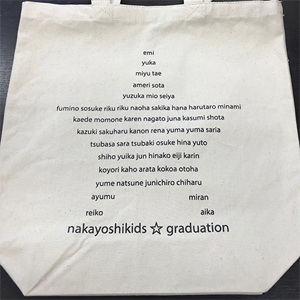 emi
yuka
miyu tae
ameri sota
yuzuka mio seiya
fumino sosuke riku riku naoha sakika hana harutaro minami
kaede momone karen nagato juna kasumi shota
kazuki sakuharu kanon rena yuma yuma saria
tsubasa sara tsubaki osuke hina yuto
shiho yuika jun hinako eiji karin
koyori kaho arata kokoa otoha
yume natsune junichiro chiharu
ayumu miran
reiko aika
nakayoshikids ☆ graduation